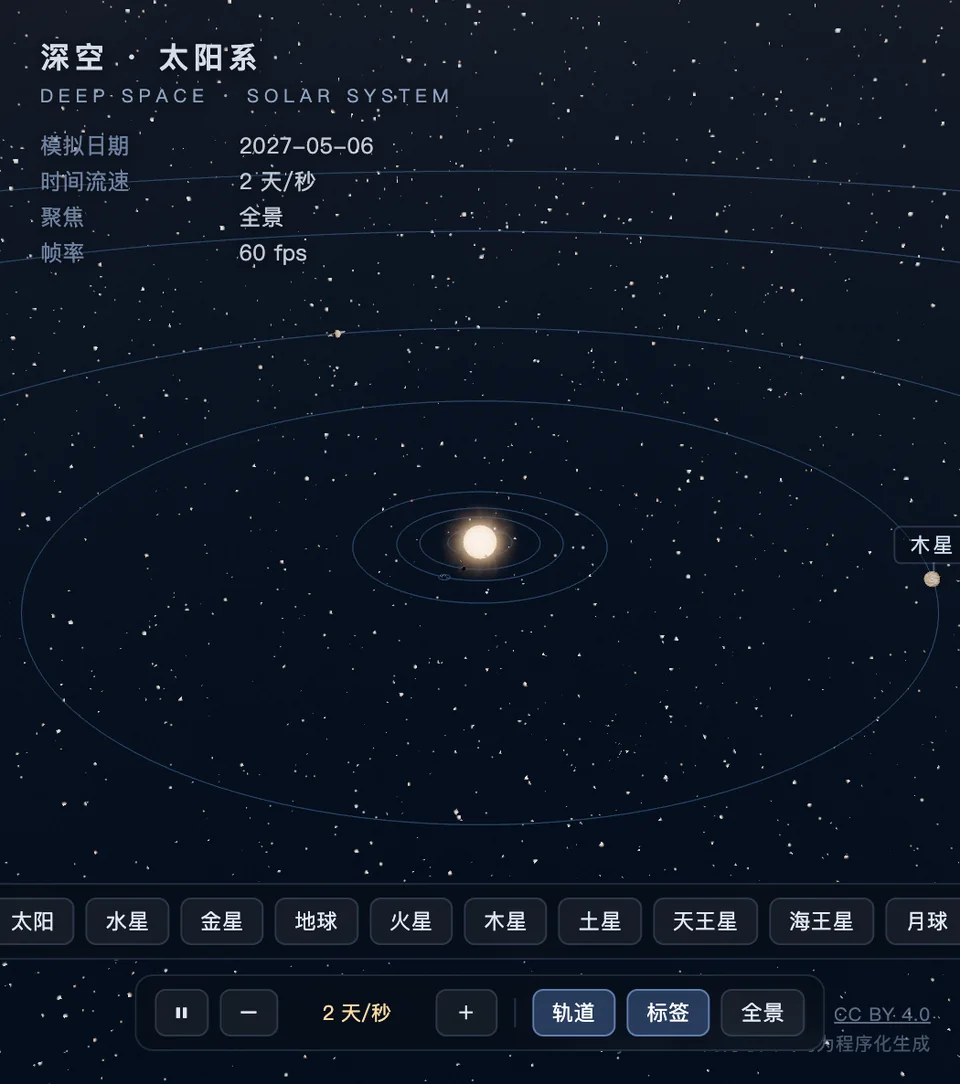 深空 · 太阳系
DEEP SPACE · SOLAR SYSTEM
模拟日期 2027-05-06
时间流速 2 天/秒
聚焦 全景
帧率 60 fps
木星
太阳 水星 金星 地球 火星 木星 土星 天王星 海王星 月球
2 天/秒 + 轨道 标签 全景
CC BY 4.0
为程序化生成